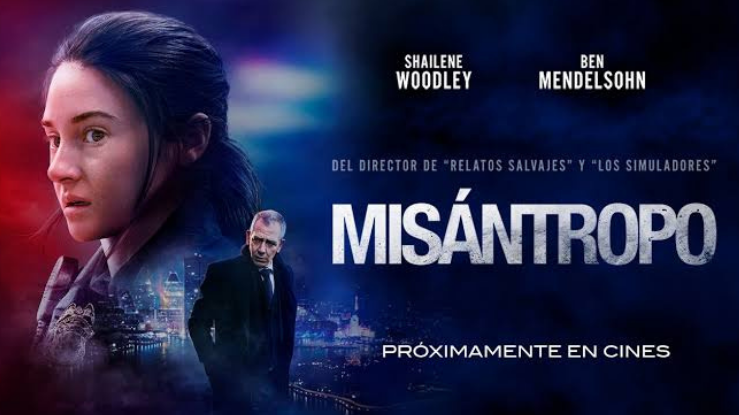 SHAILENE WOODLEY
BEN MENDELSOHN
DEL DIRECTOR DE “RELATOS SALVAJES” Y “LOS SIMULADORES”
MISÁNTROPO
PRÓXIMAMENTE EN CINES